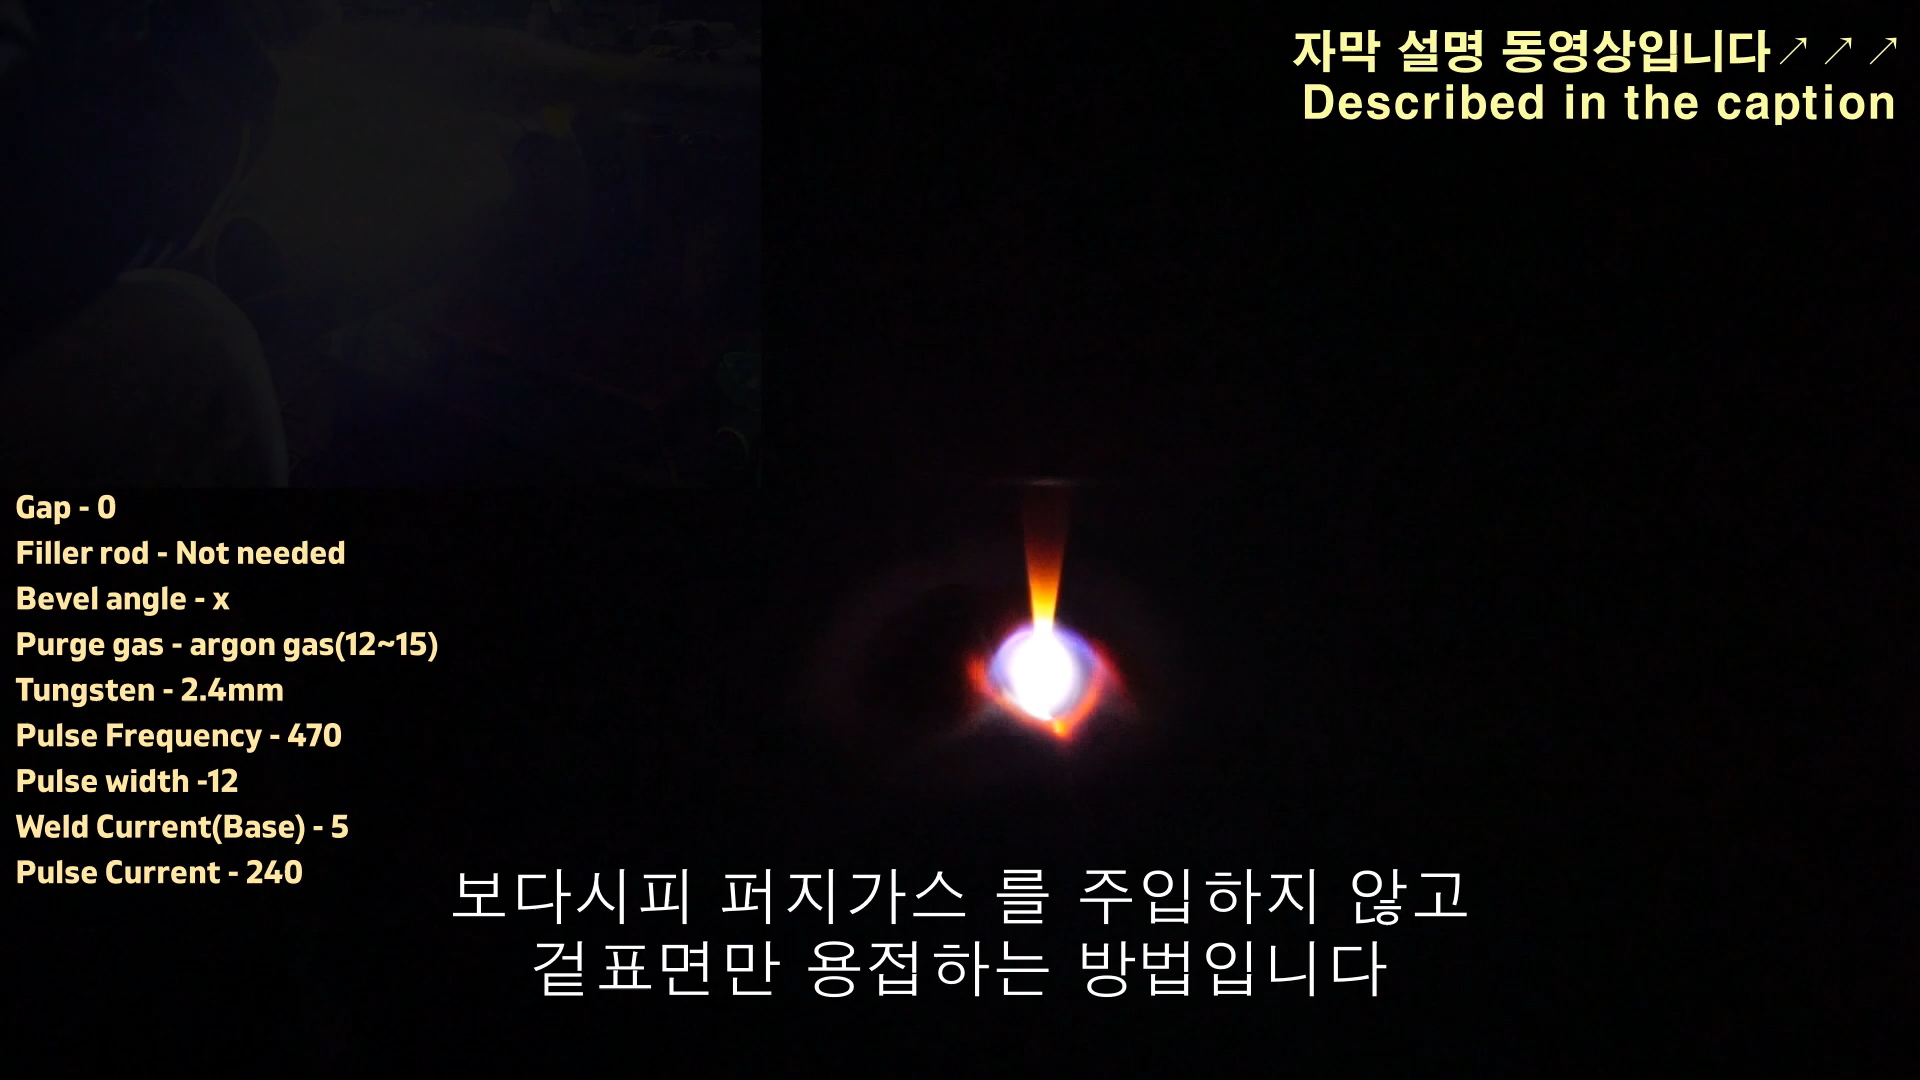 자막 설명 동영상입니다↗↗↗
Described in the caption
Gap - 0
Filler rod - Not needed
Bevel angle - x
Purge gas - argon gas(12~15)
Tungsten - 2.4mm
Pulse Frequency - 470
Pulse width -12
Weld Current(Base) - 5
Pulse Current - 240
보다시피 퍼지가스 를 주입하지 않고
겉표면만 용접하는 방법입니다